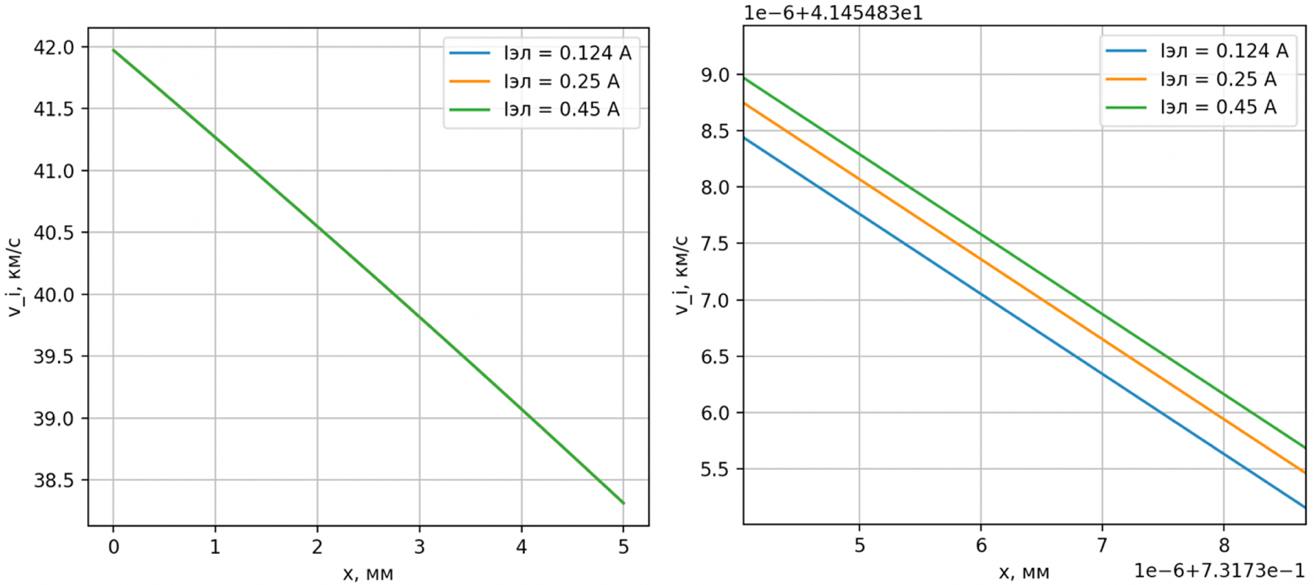 42.0
41.5
41.0
40.5
40.0
39.5
39.0
38.5
v_i, км/с
0 1 2 3 4 5
x, мм
Iэл = 0.124 А
Iэл = 0.25 А
Iэл = 0.45 А
1e−6+4.145483e1
9.0
8.5
8.0
7.5
7.0
6.5
6.0
5.5
v_i, км/с
5 6 7 8
x, мм
1e−6+7.3173e−1
Iэл = 0.124 А
Iэл = 0.25 А
Iэл = 0.45 А